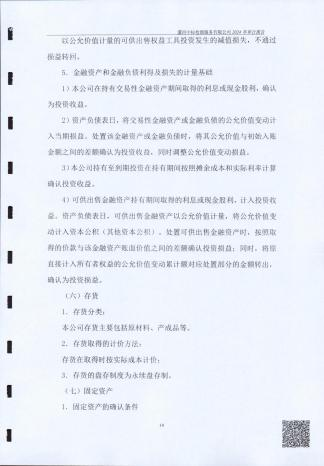 蒲河中标检测服务有限公司 2024 年审计报告
以公允价值计量的可供出售权益工具投资发生的减值损失，不通过
损益转回。
5．金融资产和金融负债利得及损失的计量基础
1）本公司在持有交易性金融资产期间取得的利息或现金股利，确认
为投资收益。
2）资产负债表日，将交易性金融资产或金融负债的公允价值变动计
入当期损益。处置该金融资产或金融负债时，将其公允价值与初始入账
金额之间的差额确认为投资收益，同时调整公允价值变动损益。
3）本公司持有至到期投资在持有期间按照摊余成本和实际利率计算
确认投资收益。
4）可供出售金融资产持有期间取得的利息或现金股利，计入投资收
益。资产负债表日，可供出售金融资产以公允价值计量，将公允价值变
动计入资本公积（其他资本公积）。处置可供出售金融资产时，按照取
得的价款与该金融资产账面价值之间的差额确认投资损益；同时，将原
直接计入所有者权益的公允价值变动累计额对应处置部分的金额转出，
确认为投资损益。
（六）存货
1．存货分类：
本公司存货主要包括原材料、产成品等。
2．存货取得的计价方法：
存货在取得时按实际成本计价；
3．存货的盘存制度为永续盘存制。
（七）固定资产
1．固定资产的确认条件